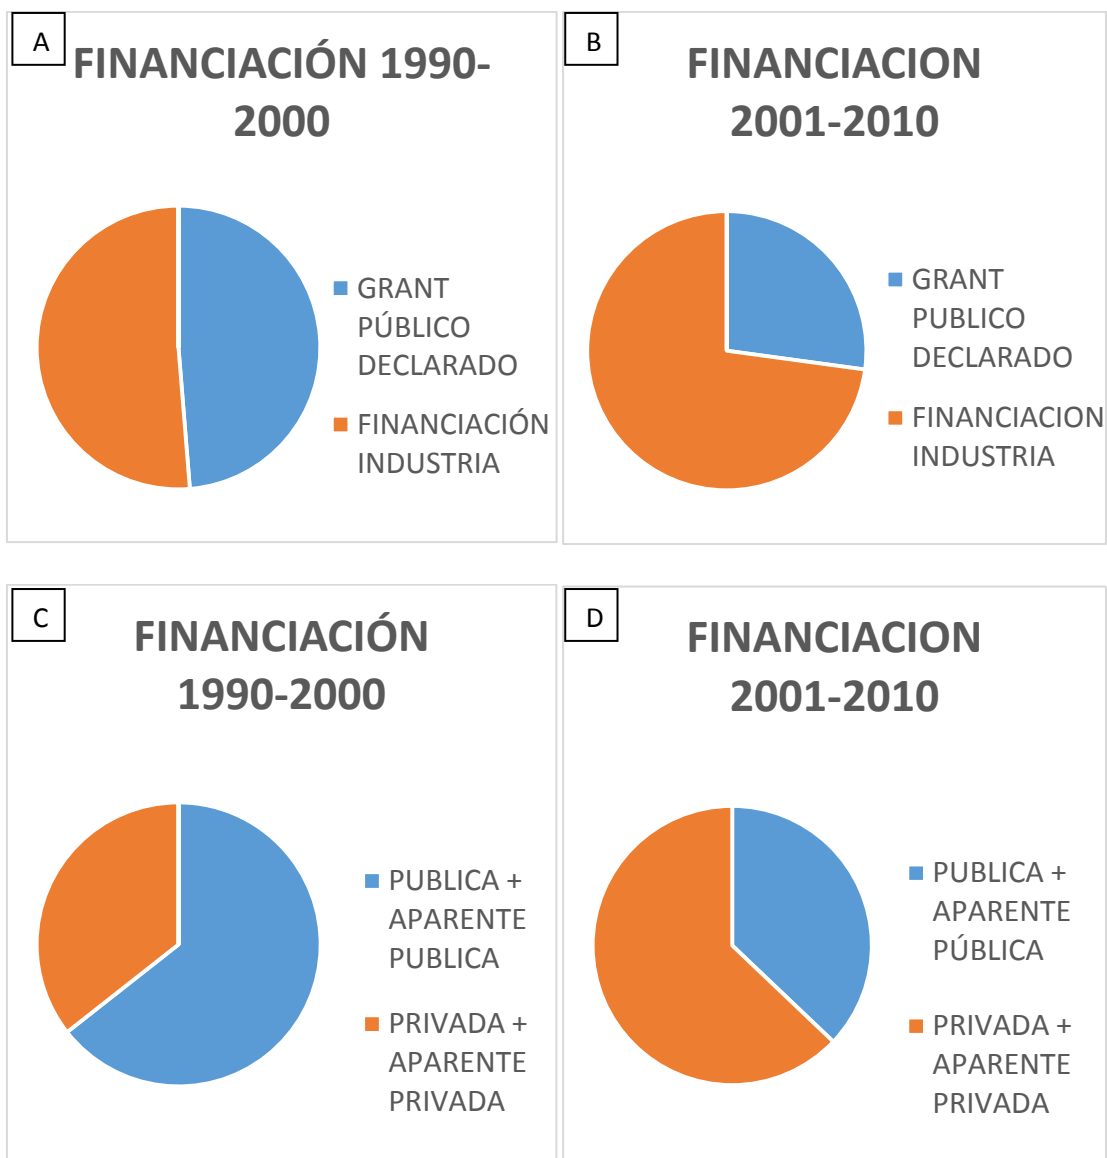 A
FINANCIACIÓN 1990-
2000
GRANT
PÚBLICO
DECLARADO
FINANCIACIÓN
INDUSTRIA
B
FINANCIACION
2001-2010
GRANT
PUBLICO
DECLARADO
FINANCIACION
INDUSTRIA
C
FINANCIACIÓN
1990-2000
PUBLICA +
APARENTE
PUBLICA
PRIVADA +
APARENTE
PRIVADA
D
FINANCIACION
2001-2010
PUBLICA +
APARENTE
PÚBLICA
PRIVADA +
APARENTE
PRIVADA